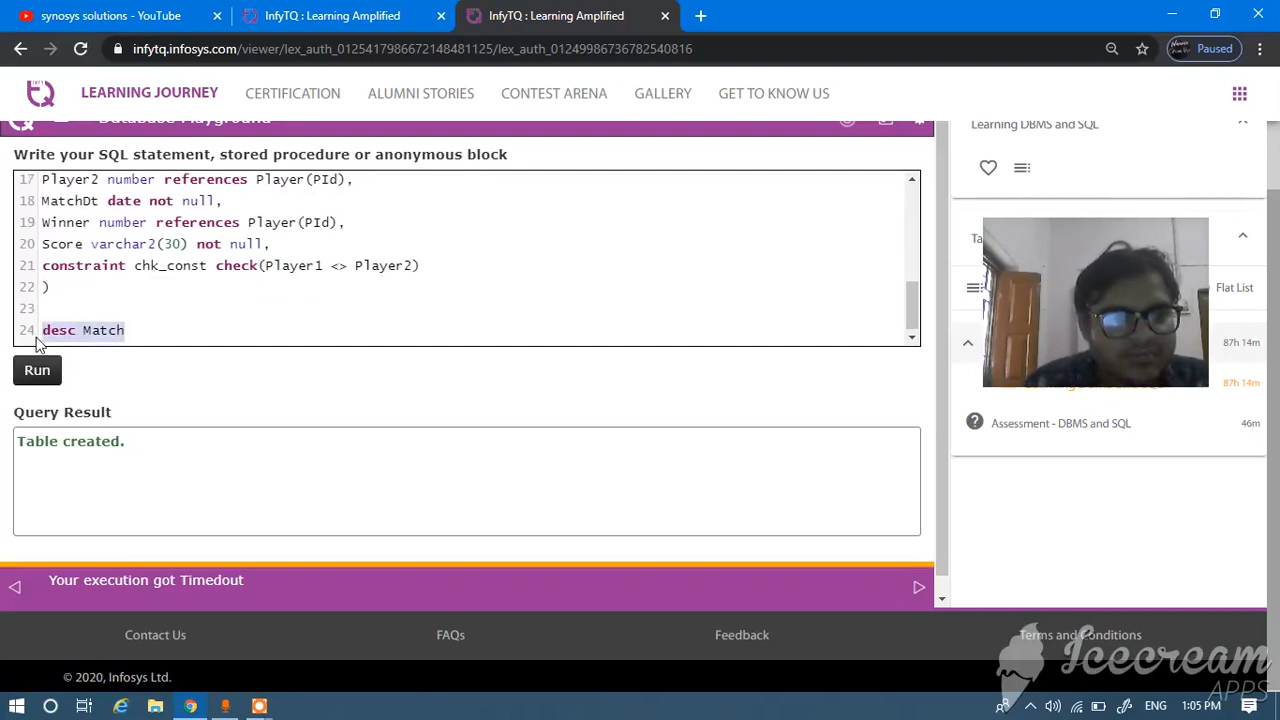 synosys solutions - YouTube
InfyTQ : Learning Amplified
InfyTQ : Learning Amplified
infytq.infosys.com/viewer/lex_auth_012541798667214848​1125/lex_auth_01249986736782540816
Paused
LEARNING JOURNEY
CERTIFICATION
ALUMNI STORIES
CONTEST ARENA
GALLERY
GET TO KNOW US
Database Playground
Learning DBMS and SQL
Write your SQL statement, stored procedure or anonymous block
17 Player2 number references Player(PId),
18 MatchDt date not null,
19 Winner number references Player(PId),
20 Score varchar2(30) not null,
21 constraint chk_const check(Player1 <> Player2)
22 )
23
24 desc Match
Flat List
87h 14m
87h 14m
Assessment - DBMS and SQL
46m
Run
Query Result
Table created.
Your execution got Timedout
Contact Us
FAQs
Feedback
Terms and Conditions
© 2020, Infosys Ltd.
Icecream
APPS
ENG
1:05 PM